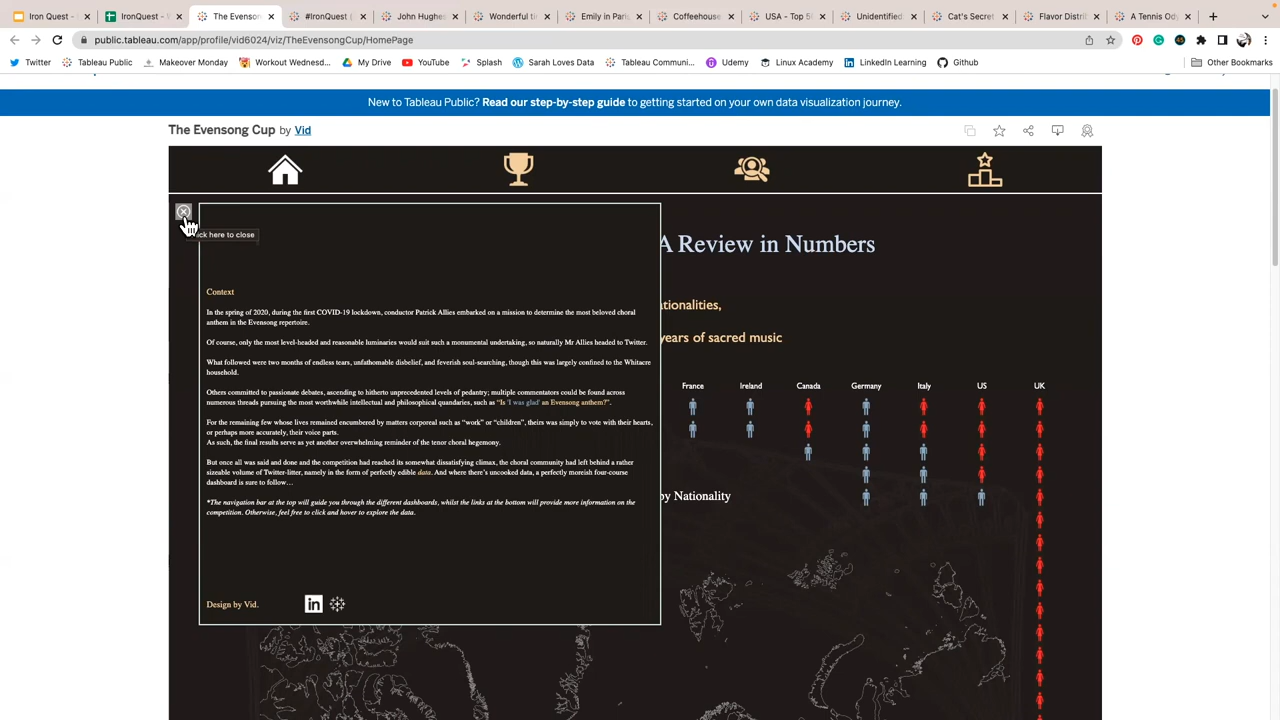 Iron Quest -
IronQuest -
The Evensong
#IronQuest
John Hughes
Wonderful ti
Emily in Pari
Coffeehouse
USA - Top 5
Unidentified
Cat's Secret
Flavor Distri
A Tennis Od
public.tableau.com/app/profile/vid6024/viz/TheEvensongCup/HomePage
Twitter
Tableau Public
Makeover Monday
Workout Wednesd...
My Drive
YouTube
Splash
Sarah Loves Data
Tableau Communi...
Udemy
Linux Academy
LinkedIn Learning
Github
Other Bookmarks
New to Tableau Public? Read our step-by-step guide to getting started on your own data visualization journey.
The Evensong Cup by Vid
click here to close
A Review in Numbers
ationalities,
years of sacred music
Context
In the spring of 2020, during the first COVID-19 lockdown, conductor Patrick Allies embarked on a mission to determine the most beloved choral
anthem in the Evensong repertoire.
Of course, only the most level-headed and reasonable luminaries would suit such a monumental undertaking, so naturally Mr Allies headed to Twitter.
What followed were two months of endless tears, unfathomable disbelief, and feverish soul-searching, though this was largely confined to the Whitacre
household.
Others committed to passionate debates, ascending to hitherto unprecedented levels of pedantry; multiple commentators could be found across
numerous threads pursuing the most worthwhile intellectual and philosophical quandaries, such as "Is 'I was glad' an Evensong anthem?".
For the remaining few whose lives remained encumbered by matters corporeal such as "work" or "children", theirs was simply to vote with their hearts,
or perhaps more accurately, their voice parts.
As such, the final results serve as yet another overwhelming reminder of the tenor choral hegemony.
But once all was said and done and the competition had reached its somewhat dissatisfying climax, the choral community had left behind a rather
sizeable volume of Twitter-litter, namely in the form of perfectly edible data. And where there's uncooked data, a perfectly moreish four-course
dashboard is sure to follow…
*The navigation bar at the top will guide you through the different dashboards, whilst the links at the bottom will provide more information on the
competition. Otherwise, feel free to click and hover to explore the data.
Design by Vid.
in
France
Ireland
Canada
Germany
Italy
US
UK
by Nationality